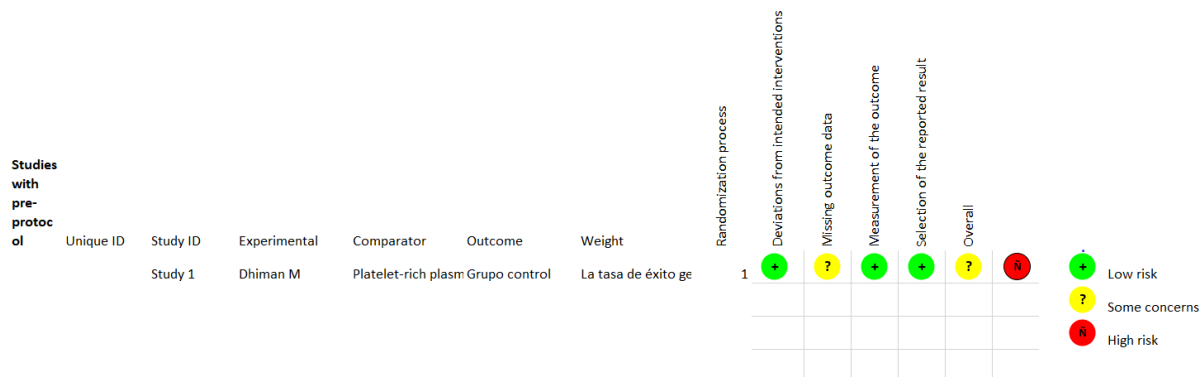 Studies
with
pre-
protoc
ol
Unique ID
Study ID
Experimental
Comparator
Outcome
Weight
Randomization process
Deviations from intended interventions
Missing outcome data
Measurement of the outcome
Selection of the reported result
Overall
Study 1
Dhiman M
Platelet-rich plasm
Grupo control
La tasa de éxito ge
1
+
?
+
+
?
Ñ
+ Low risk
? Some concerns
Ñ High risk